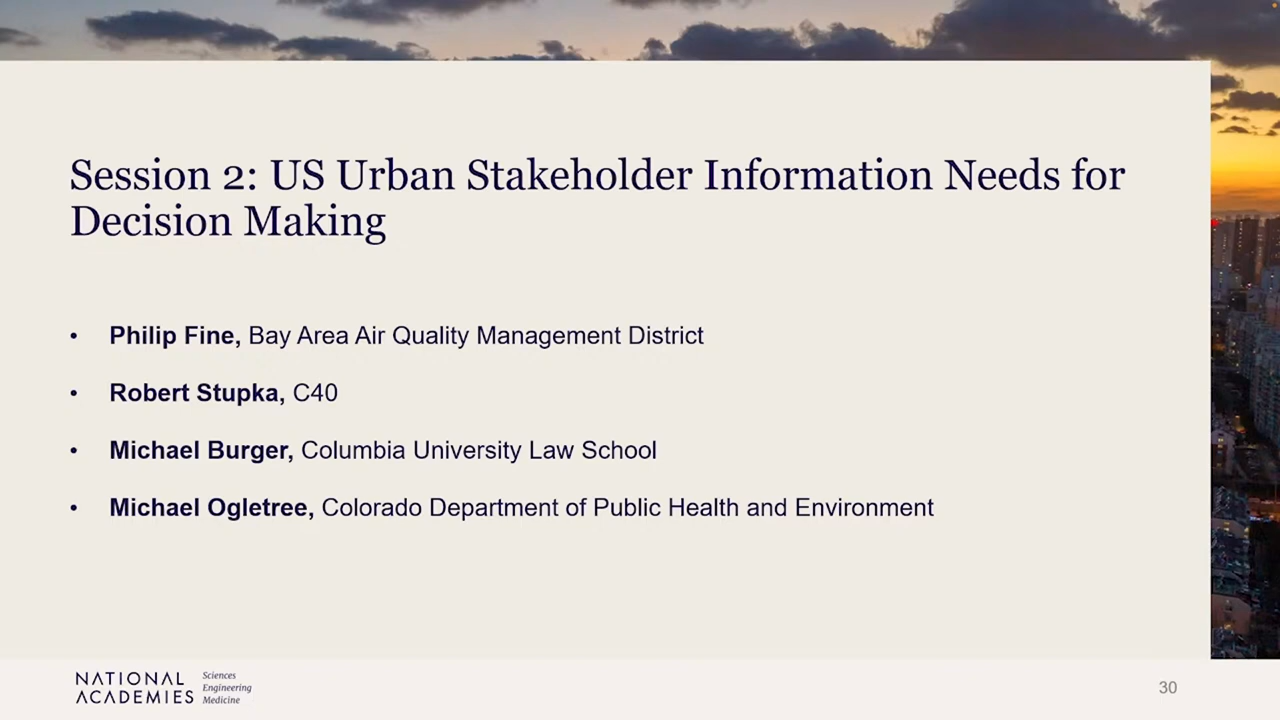 Session 2: US Urban Stakeholder Information Needs for
Decision Making
• Philip Fine, Bay Area Air Quality Management District
• Robert Stupka, C40
• Michael Burger, Columbia University Law School
• Michael Ogletree, Colorado Department of Public Health and Environment
NATIONAL
ACADEMIES
Sciences
Engineering
Medicine
30